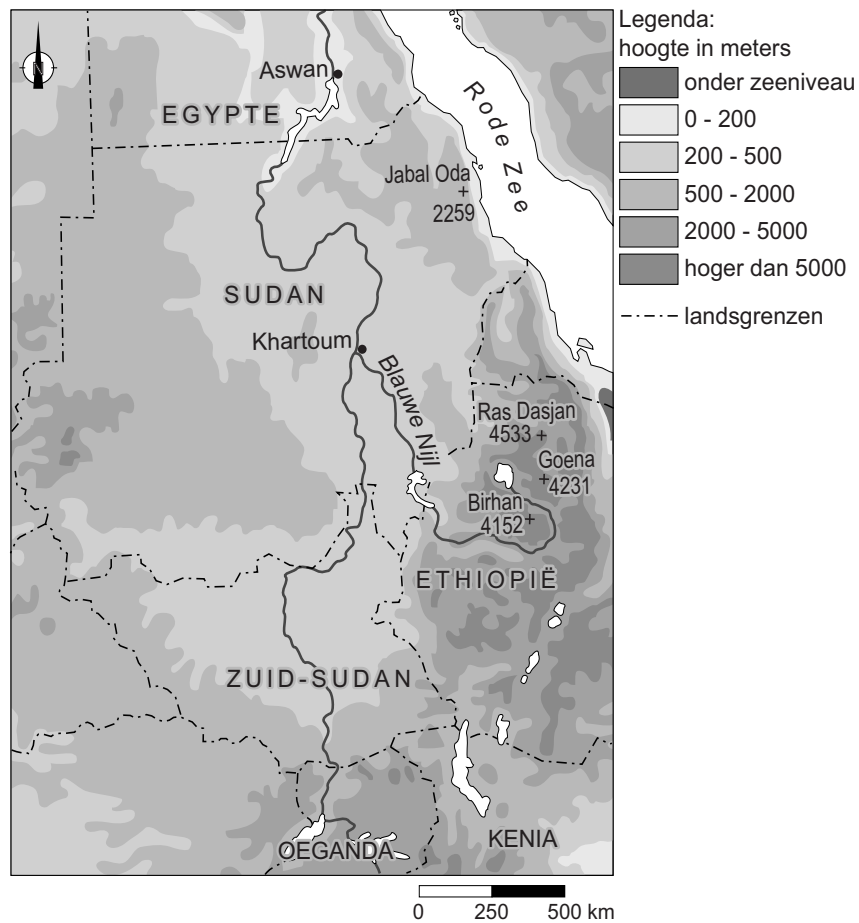 Legenda:
hoogte in meters
onder zeeniveau
0 - 200
200 - 500
500 - 2000
2000 - 5000
hoger dan 5000
landsgrenzen
N
Aswan
EGYPTE
Rode Zee
Jabal Oda
2259
SUDAN
Khartoum
Blauwe Nijl
Ras Dasjan
4533
Goena
4231
Birhan
4152
ETHIOPIË
ZUID-SUDAN
OEGANDA
KENIA
0 250 500 km